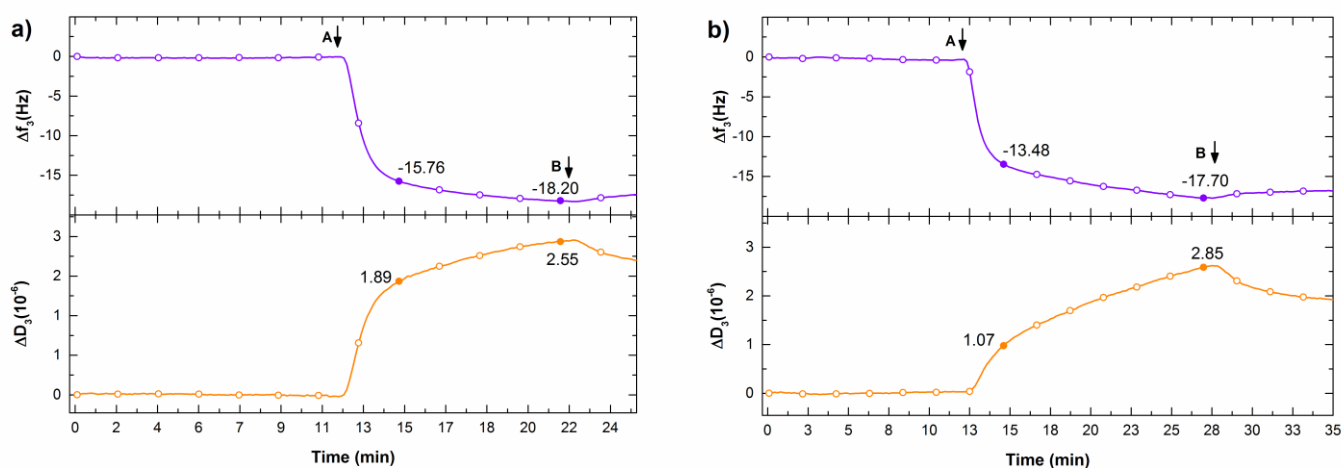 a)
A
0
-5
-10
-15
Δf₃(Hz)
-15.76
B
-18.20
3
2
1
1
0
ΔD₃(10⁻⁶)
1.89
2.55
0 2 4 6 7 9 11 13 15 17 18 20 22 24
Time (min)
b)
A
0
-5
-10
-15
Δf₃(Hz)
-13.48
B
-17.70
3
2
1
0
ΔD₃(10⁻⁶)
1.07
2.85
0 3 5 8 10 13 15 18 20 23 25 28 30 33 35
Time (min)